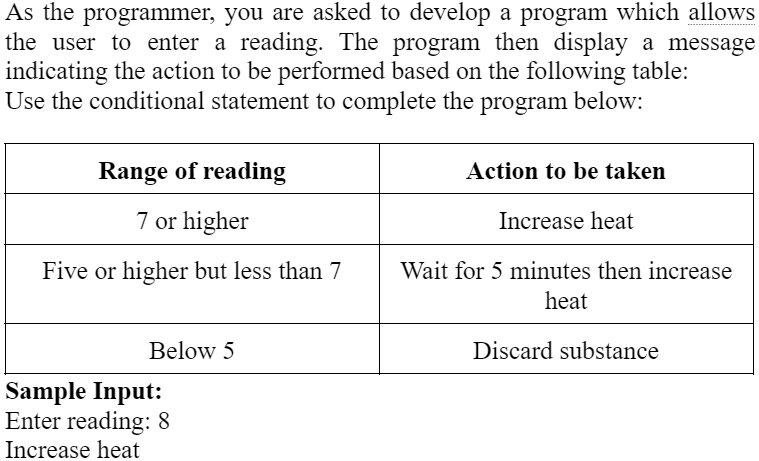 As the programmer, you are asked to develop a program which allows
the user to enter a reading. The program then display a message
indicating the action to be performed based on the following table:
Use the conditional statement to complete the program below:
Range of reading
Action to be taken
7 or higher
Increase heat
Five or higher but less than 7
Wait for 5 minutes then increase
heat
Below 5
Discard substance
Sample Input:
Enter reading: 8
Increase heat